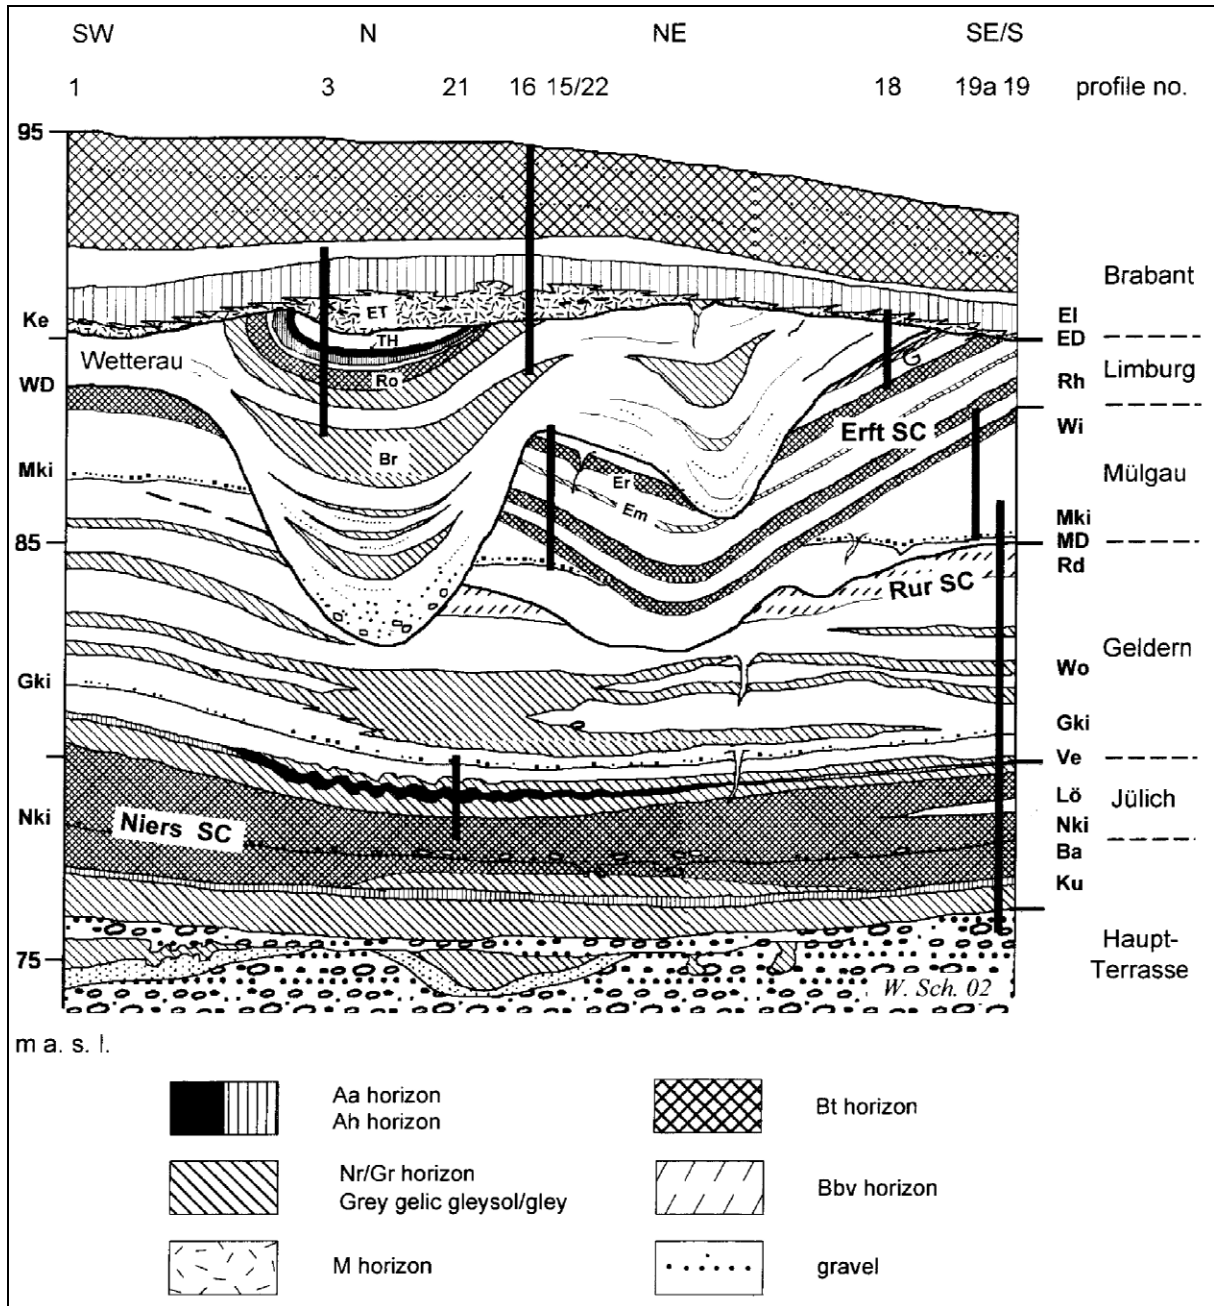 SW N NE SE/S
1 3 21 16 15/22 18 19a 19 profile no.
95
Brabant
ET
El
Ke
ED
TH
Wetterau
G
Limburg
Ro
Rh
WD
Erft SC
Wi
Br
Mki
Er
Mülgau
Em
Mki
85
MD
Rd
Rur SC
Geldern
Wo
Gki
Gki
Ve
Lö
Jülich
Nki
Niers SC
Nki
Ba
Ku
Haupt-
Terrasse
75
W. Sch. 02
m a. s. l.
Aa horizon
Ah horizon
Bt horizon
Nr/Gr horizon
Grey gelic gleysol/gley
Bbv horizon
M horizon
gravel